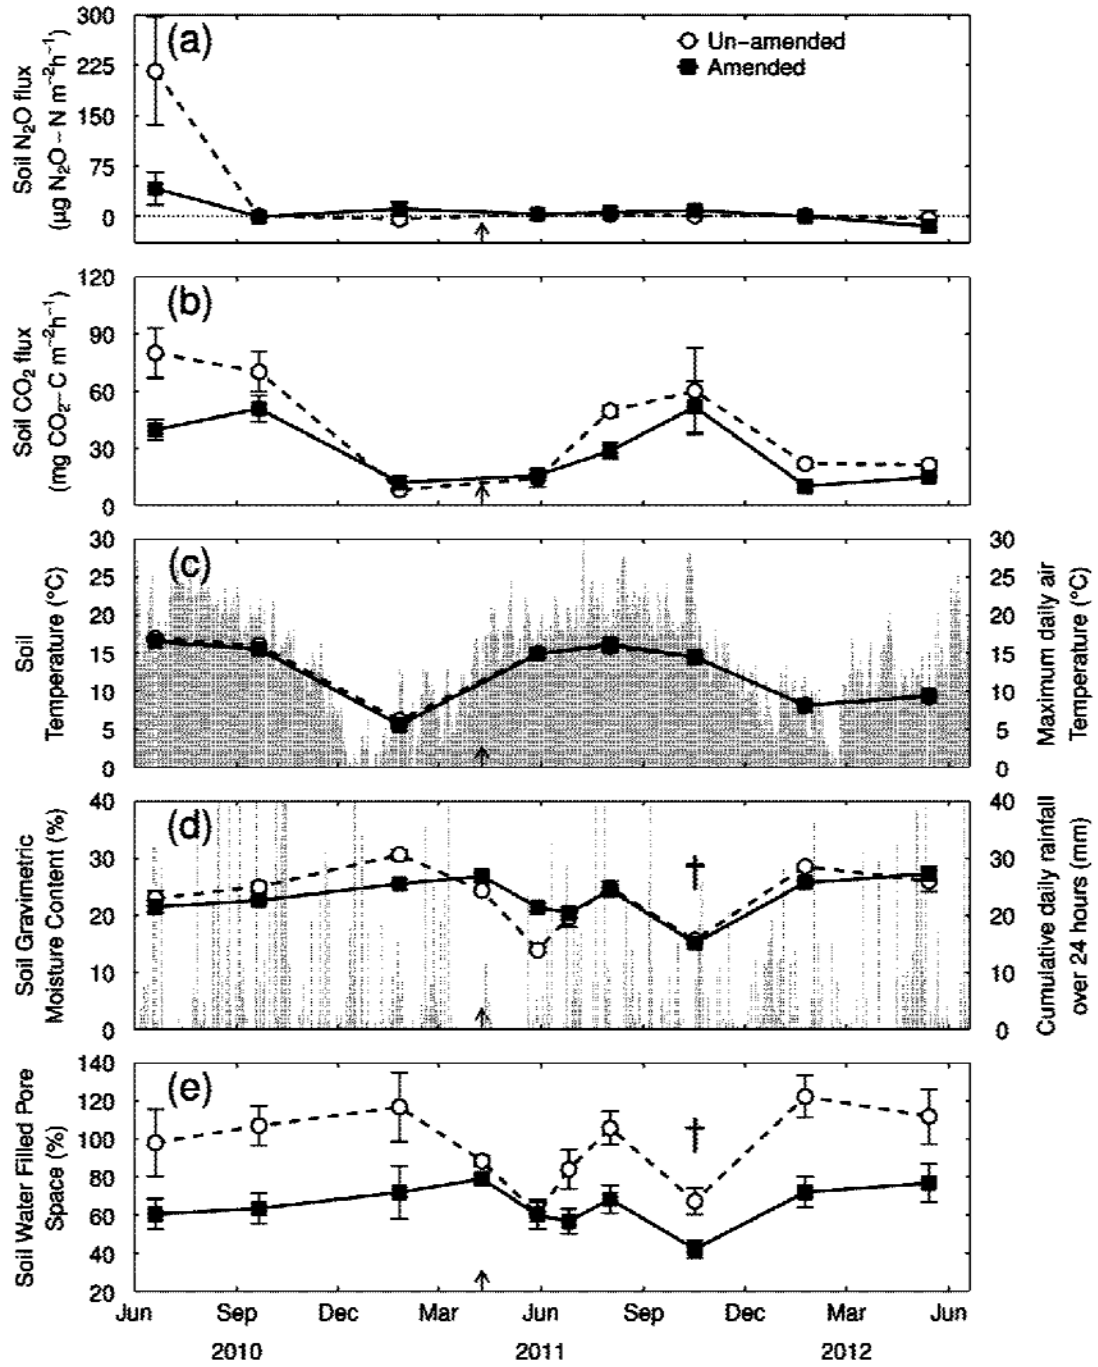 (a)
Un-amended
Amended
Soil N₂O flux
(µg N₂O – N m⁻²h⁻¹)
300
225
150
75
0
(b)
Soil CO₂ flux
(mg CO₂– C m⁻²h⁻¹)
120
90
60
30
0
(c)
Soil
Temperature (°C)
30
25
20
15
10
5
0
30
25
20
15
10
5
0
Maximum daily air
Temperature (°C)
(d)
Soil Gravimetric
Moisture Content (%)
40
30
20
10
0
†
40
30
20
10
0
Cumulative daily rainfall
over 24 hours (mm)
(e)
Soil Water Filled Pore
Space (%)
140
120
100
80
60
40
20
†
Jun Sep Dec Mar Jun Sep Dec Mar Jun
2010 2011 2012